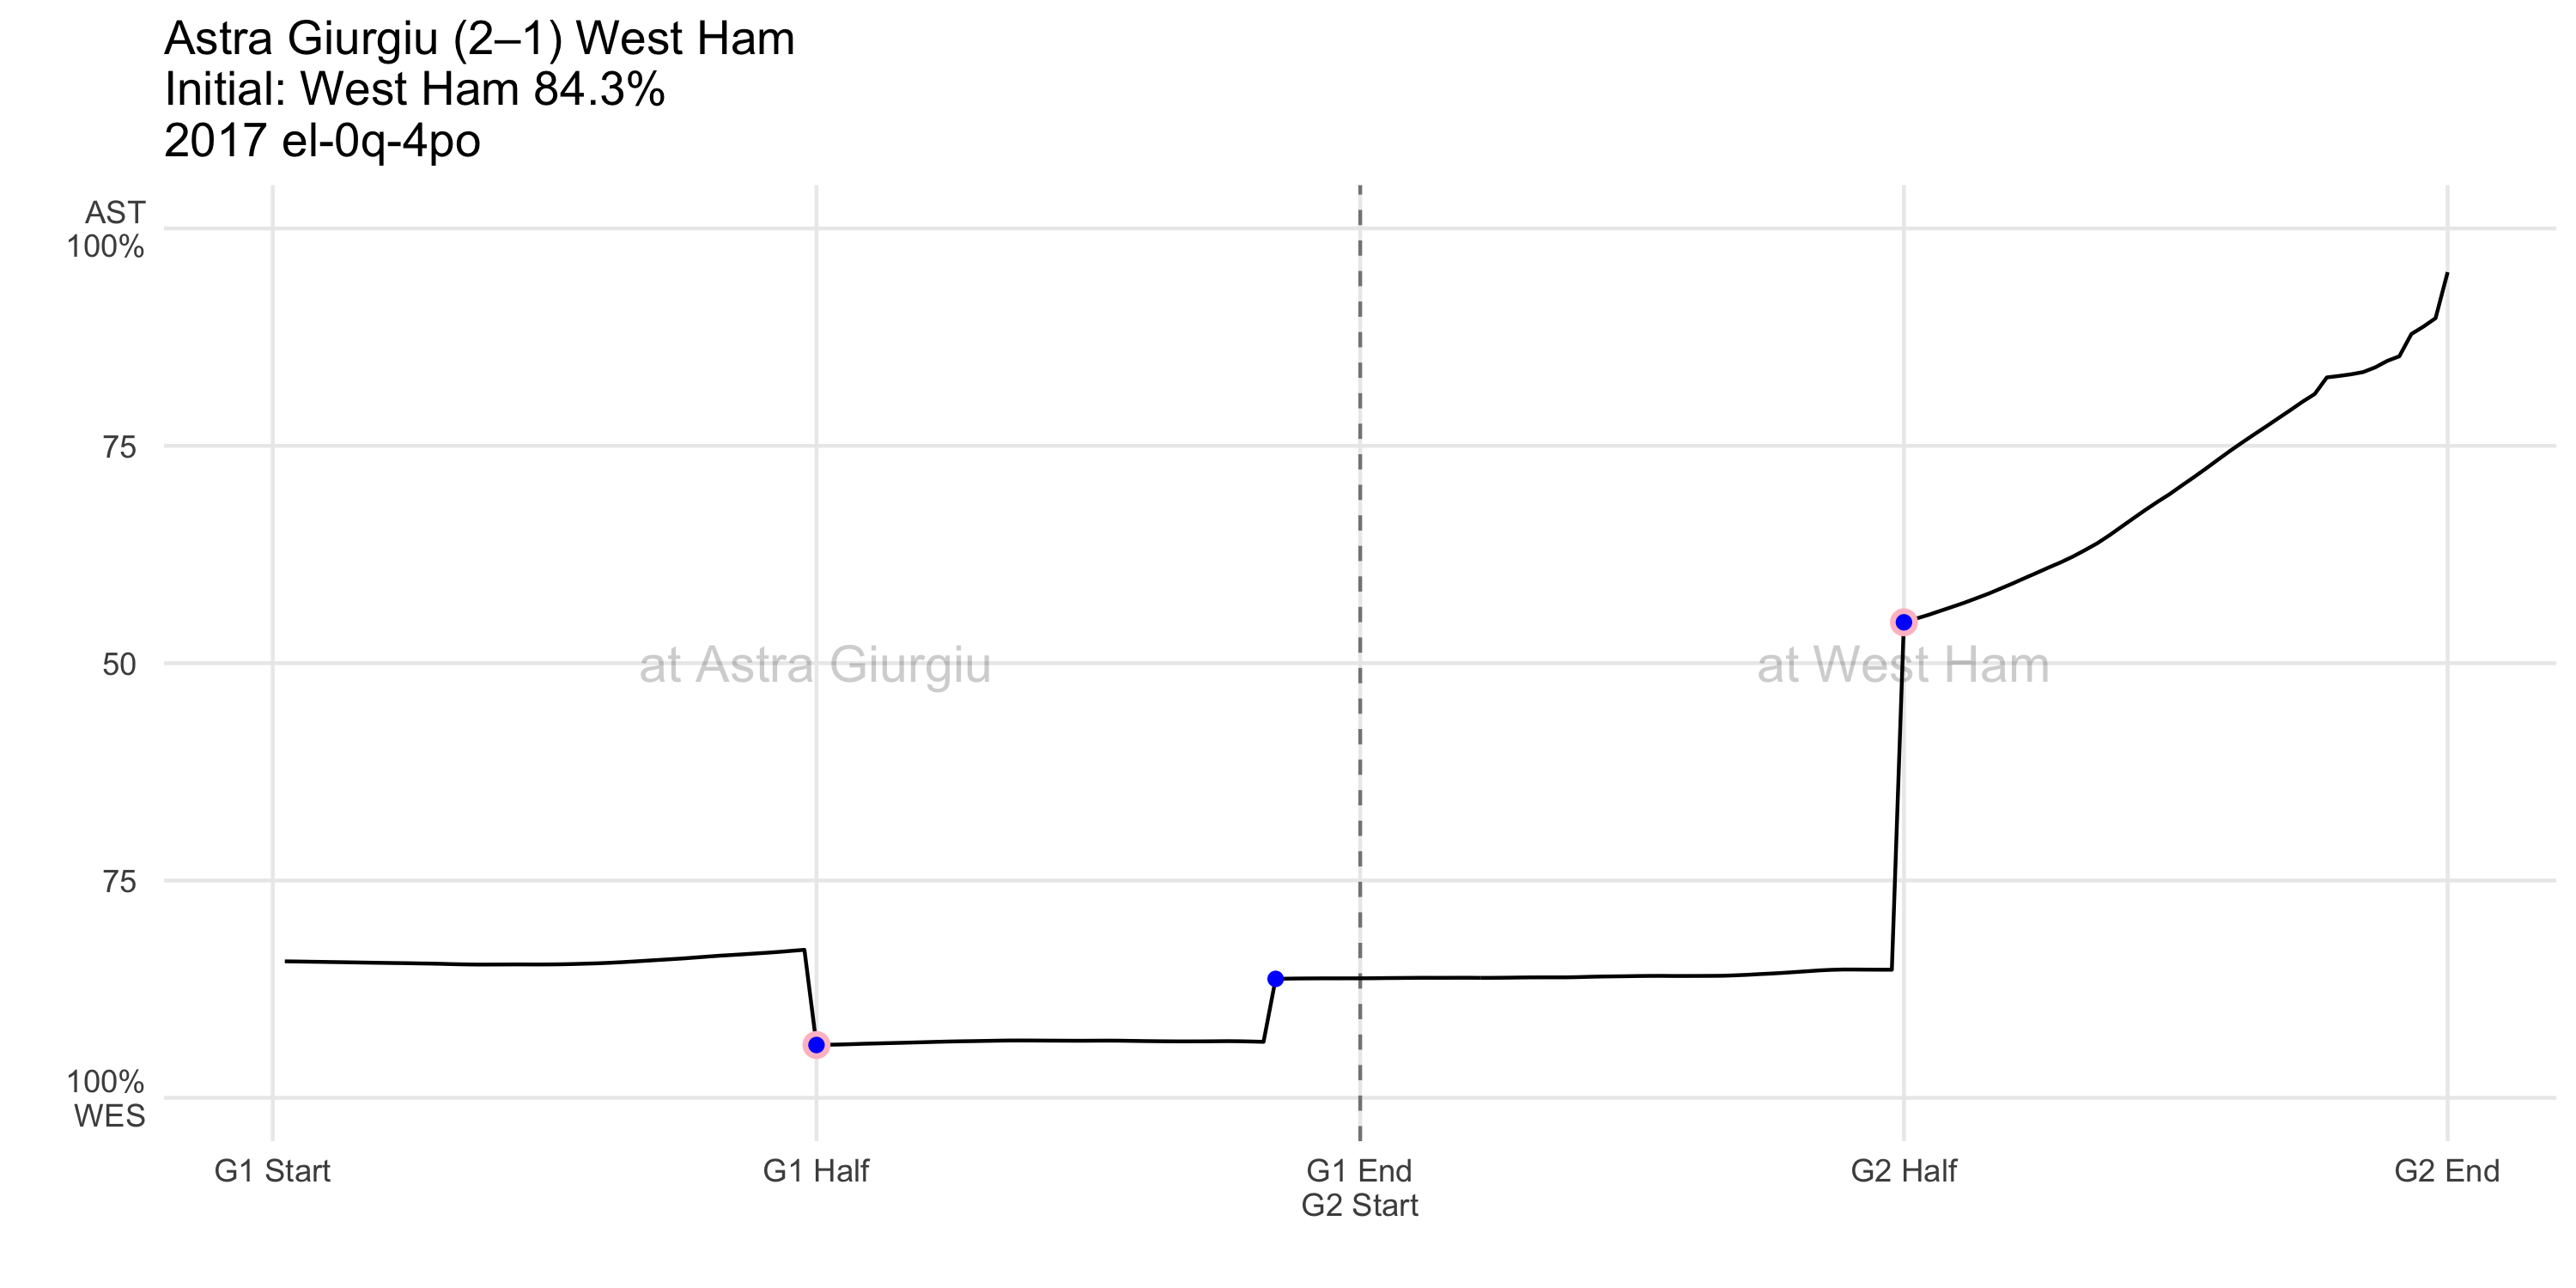 Astra Giurgiu (2–1) West Ham
Initial: West Ham 84.3%
2017 el-0q-4po
AST
100%
75
50
75
100%
WES
at Astra Giurgiu
at West Ham
G1 Start
G1 Half
G1 End
G2 Start
G2 Half
G2 End